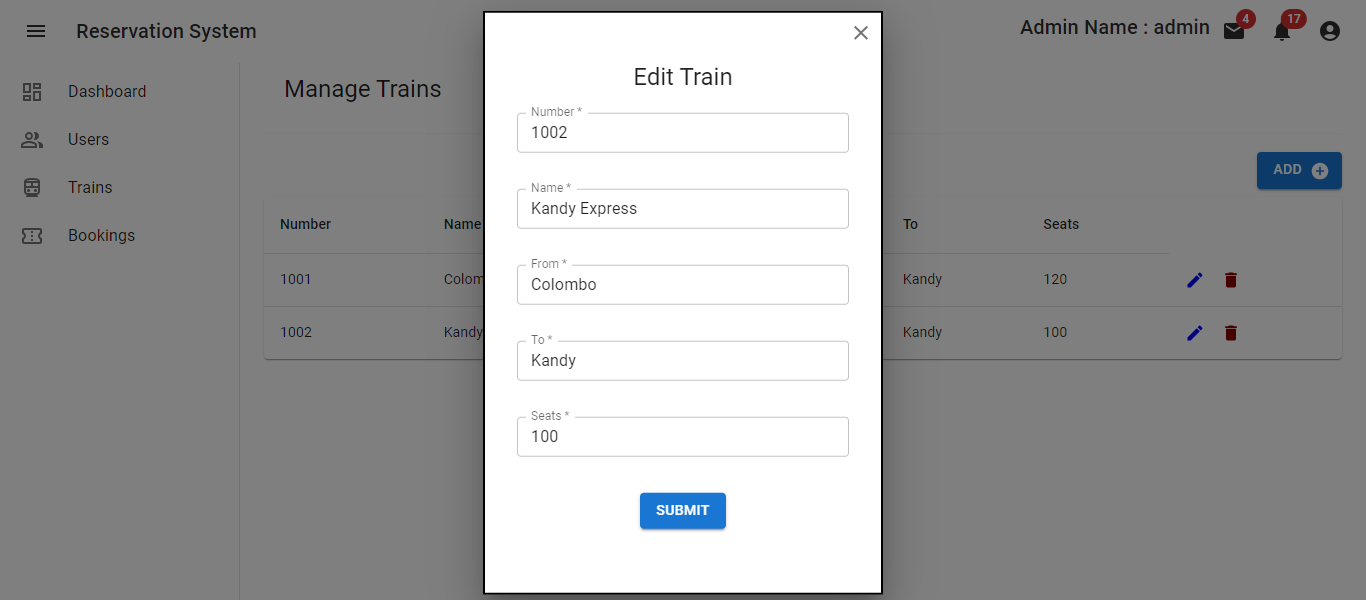 Reservation System
Admin Name : admin
4
17
Dashboard
Users
Trains
Bookings
Manage Trains
ADD
Number Name To Seats
1001 Colom Kandy 120
1002 Kandy Kandy 100
Edit Train
Number *
1002
Name *
Kandy Express
From *
Colombo
To *
Kandy
Seats *
100
SUBMIT